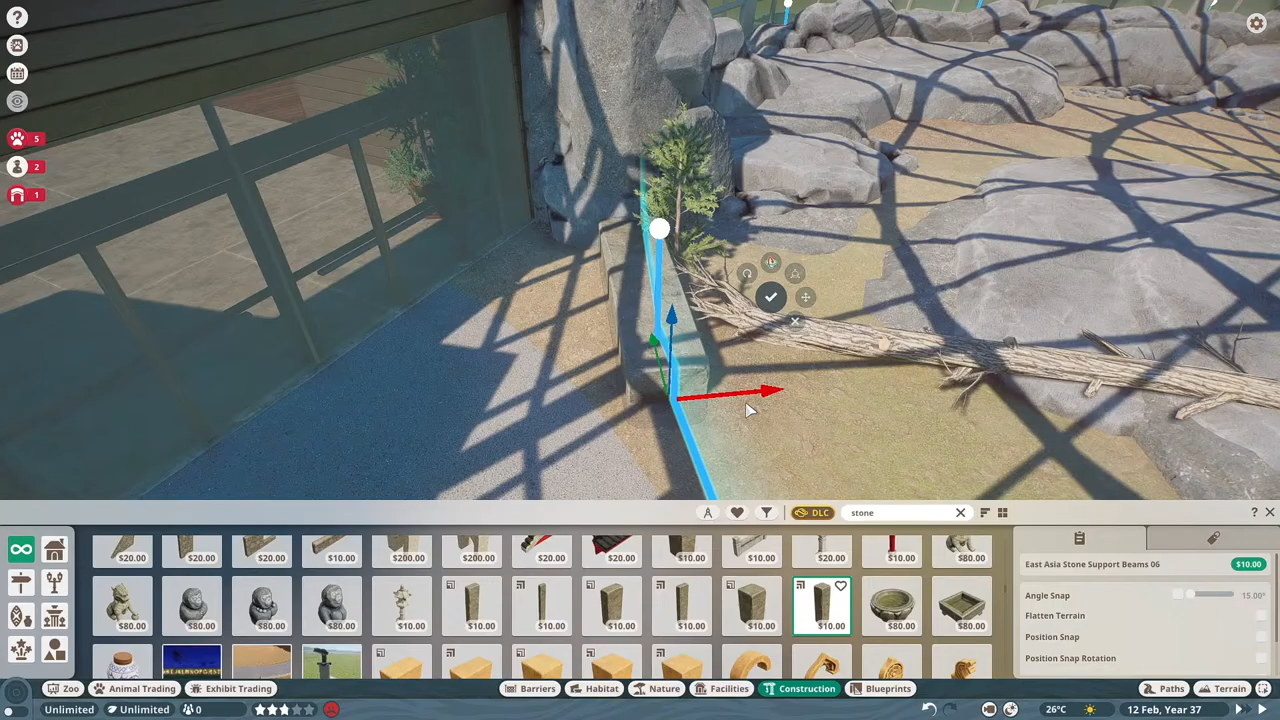 ?
5
2
1
DLC
stone
?
$20.00 $20.00 $20.00 $10.00 $200.00 $200.00 $20.00 $20.00 $10.00 $10.00 $20.00 $10.00 $80.00
$80.00 $80.00 $80.00 $80.00 $10.00 $10.00 $10.00 $10.00 $10.00 $10.00 $10.00 $80.00 $80.00
East Asia Stone Support Beams 06 $10.00
Angle Snap 15.00°
Flatten Terrain
Position Snap
Position Snap Rotation
Zoo Animal Trading Exhibit Trading Barriers Habitat Nature Facilities Construction Blueprints Paths Terrain
Unlimited Unlimited 0 26°C 12 Feb, Year 37